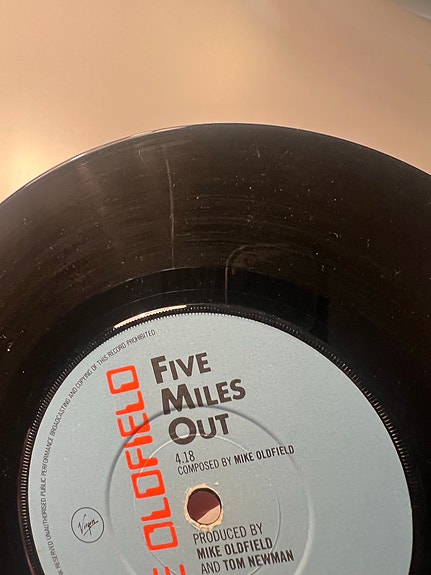 FIVE
MILES
OUT
4.18
COMPOSED BY MIKE OLDFIELD
PRODUCED BY
MIKE OLDFIELD
AND TOM NEWMAN
E OLDFIELD
RESERVED UNAUTHORISED PUBLIC PERFORMANCE BROADCASTING AND COPYING OF THIS RECORD PROHIBITED
Virgin